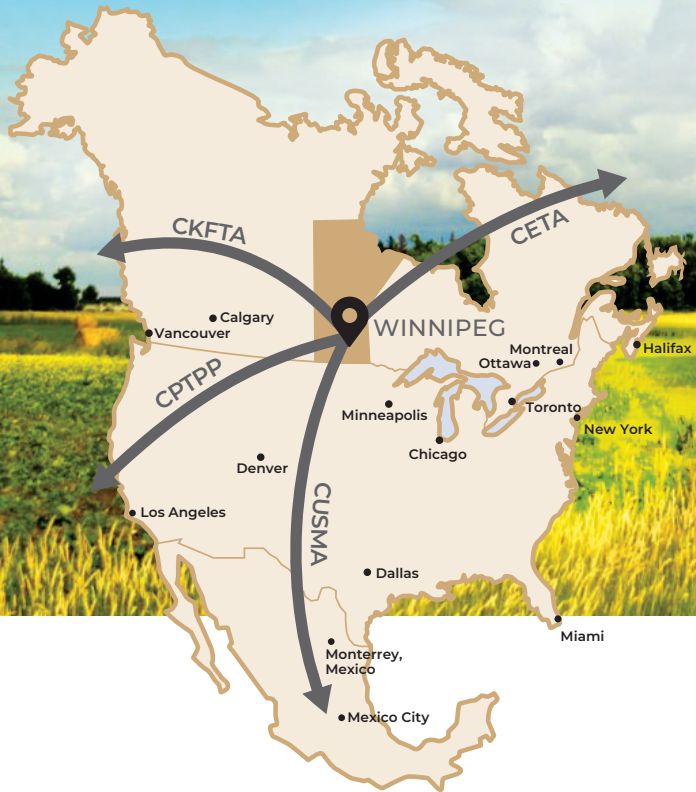 CKFTA
CETA
Calgary
Vancouver
WINNIPEG
Montreal
Ottawa
Halifax
CPTPP
Minneapolis
Toronto
New York
Chicago
Denver
CUSMA
Los Angeles
Dallas
Miami
Monterrey,
Mexico
Mexico City